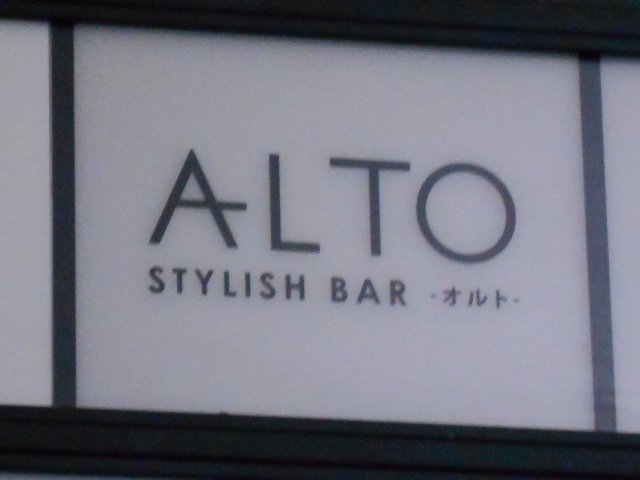 ALTO
STYLISH BAR -オルト-